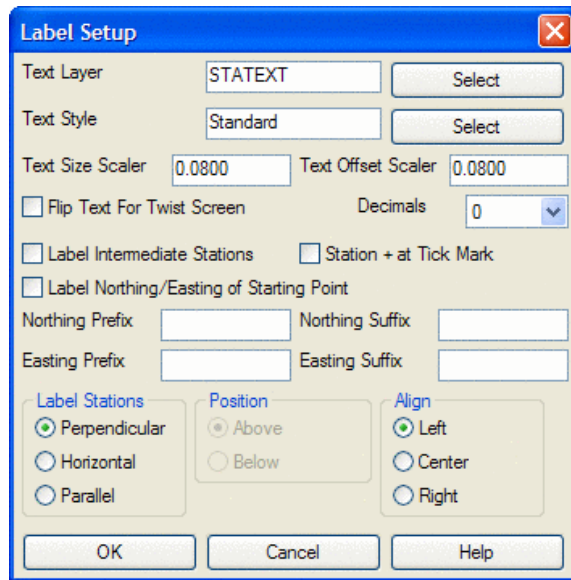 Label Setup
Text Layer STATEXT Select
Text Style Standard Select
Text Size Scaler 0.0800 Text Offset Scaler 0.0800
Flip Text For Twist Screen Decimals 0
Label Intermediate Stations Station + at Tick Mark
Label Northing/Easting of Starting Point
Northing Prefix Northing Suffix
Easting Prefix Easting Suffix
Label Stations Position Align
Perpendicular Above Left
Horizontal Below Center
Parallel Right
OK Cancel Help